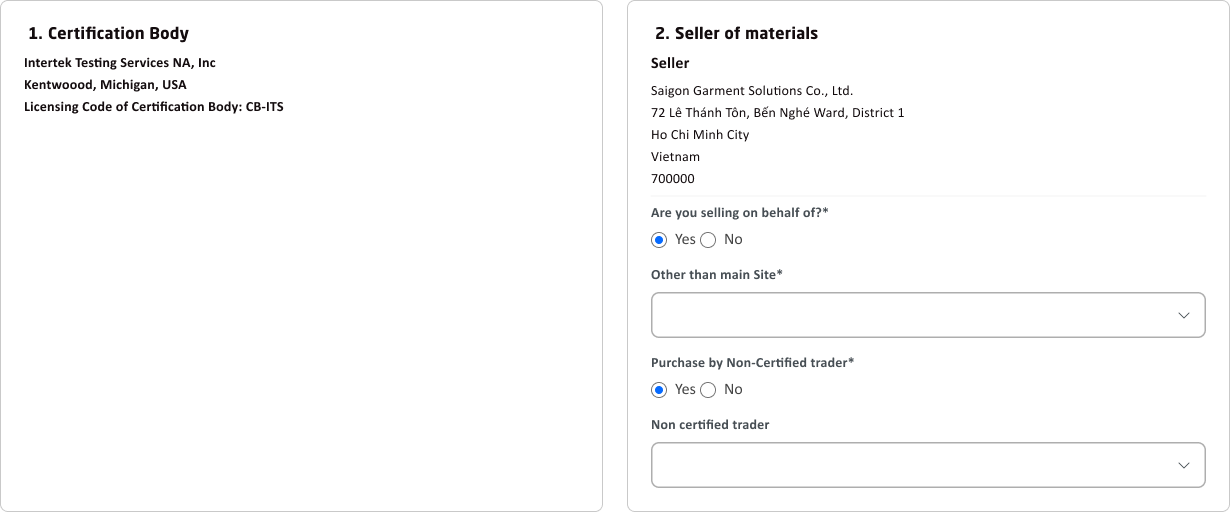 1. Certification Body
Intertek Testing Services NA, Inc
Kentwoood, Michigan, USA
Licensing Code of Certification Body: CB-ITS
2. Seller of materials
Seller
Saigon Garment Solutions Co., Ltd.
72 Lê Thánh Tôn, Bến Nghé Ward, District 1
Ho Chi Minh City
Vietnam
700000
Are you selling on behalf of?*
Yes No
Other than main Site*
Purchase by Non-Certified trader*
Yes No
Non certified trader